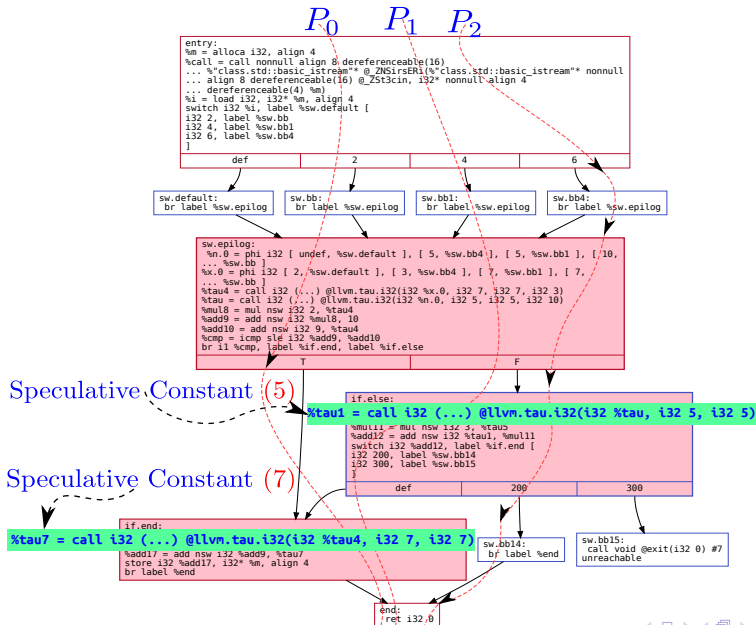 P0 P1 P2
entry:
%m = alloca i32, align 4
%call = call nonnull align 8 dereferenceable(16)
... %"class.std::basic_istream"* @_ZNSirsERi(%"class.std::basic_istream"* nonnull
... align 8 dereferenceable(16) @_ZSt3cin, i32* nonnull align 4
... dereferenceable(4) %m)
%i = load i32, i32* %m, align 4
switch i32 %i, label %sw.default [
i32 2, label %sw.bb
i32 4, label %sw.bb1
i32 6, label %sw.bb4
]
def 2 4 6
sw.default:
br label %sw.epilog
sw.bb:
br label %sw.epilog
sw.bb1:
br label %sw.epilog
sw.bb4:
br label %sw.epilog
sw.epilog:
%n.0 = phi i32 [ undef, %sw.default ], [ 5, %sw.bb4 ], [ 5, %sw.bb1 ], [ 10,
... %sw.bb ]
%x.0 = phi i32 [ 2, %sw.default ], [ 3, %sw.bb4 ], [ 7, %sw.bb1 ], [ 7,
... %sw.bb ]
%tau4 = call i32 (...) @llvm.tau.i32(i32 %x.0, i32 7, i32 7, i32 3)
%tau = call i32 (...) @llvm.tau.i32(i32 %n.0, i32 5, i32 5, i32 10)
%mul8 = mul nsw i32 2, %tau4
%add9 = add nsw i32 %mul8, 10
%add10 = add nsw i32 9, %tau4
%cmp = icmp sle i32 %add9, %add10
br i1 %cmp, label %if.end, label %if.else
T F
Speculative Constant (5)
if.else:
%tau1 = call i32 (...) @llvm.tau.i32(i32 %tau, i32 5, i32 5)
%mul11 = mul nsw i32 3, %tau5
%add12 = add nsw i32 %tau1, %mul11
switch i32 %add12, label %if.end [
i32 200, label %sw.bb14
i32 300, label %sw.bb15
]
def 200 300
Speculative Constant (7)
if.end:
%tau7 = call i32 (...) @llvm.tau.i32(i32 %tau4, i32 7, i32 7)
%add17 = add nsw i32 %add9, %tau7
store i32 %add17, i32* %m, align 4
br label %end
sw.bb14:
br label %end
sw.bb15:
call void @exit(i32 0) #7
unreachable
end:
ret i32 0